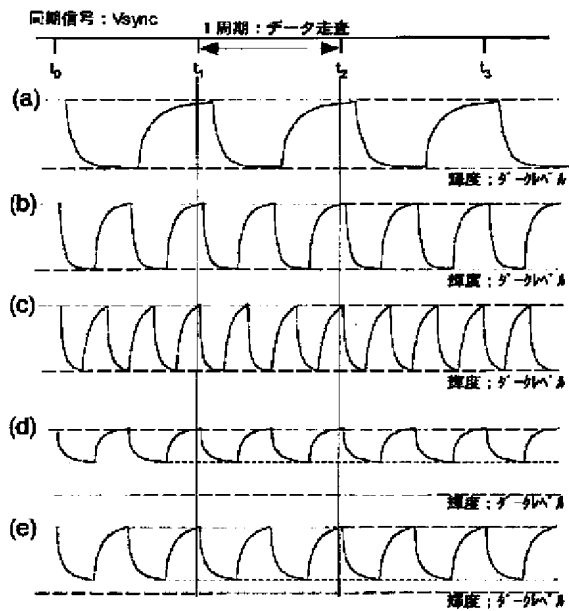 同期信号：Vsync
1周期：データ走査
t₀ t₁ t₂ t₃
(a)
輝度；ダークレベル
(b)
輝度；ダークレベル
(c)
輝度；ダークレベル
(d)
輝度；ダークレベル
(e)
輝度；ダークレベル